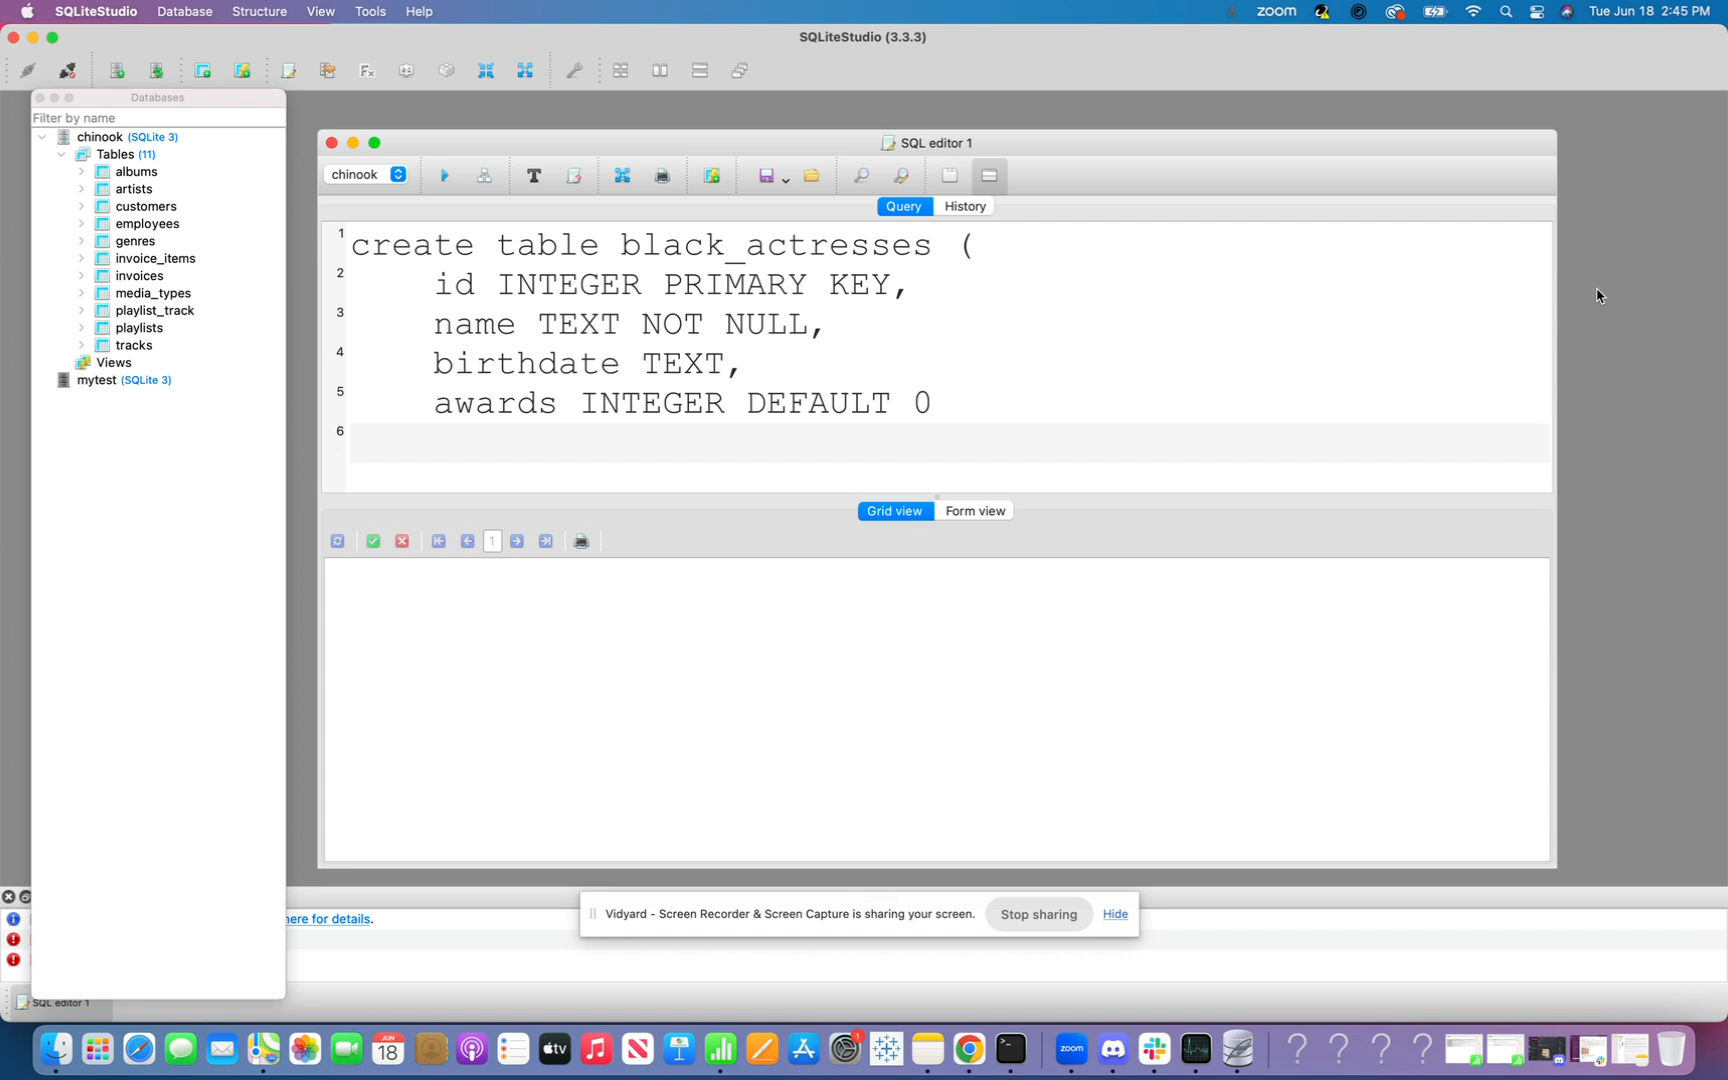 SQLiteStudio Database Structure View Tools Help zoom Tue Jun 18 2:45 PM
SQLiteStudio (3.3.3)
Databases
Filter by name
chinook (SQLite 3)
Tables (11)
albums
artists
customers
employees
genres
invoice_items
invoices
media_types
playlist_track
playlists
tracks
Views
mytest (SQLite 3)
SQL editor 1
chinook
Query History
1 create table black_actresses (
2 id INTEGER PRIMARY KEY,
3 name TEXT NOT NULL,
4 birthdate TEXT,
5 awards INTEGER DEFAULT 0
6
Grid view Form view
1
here for details.
Vidyard - Screen Recorder & Screen Capture is sharing your screen. Stop sharing Hide
SQL editor 1
JUN
18
tv
1
zoom